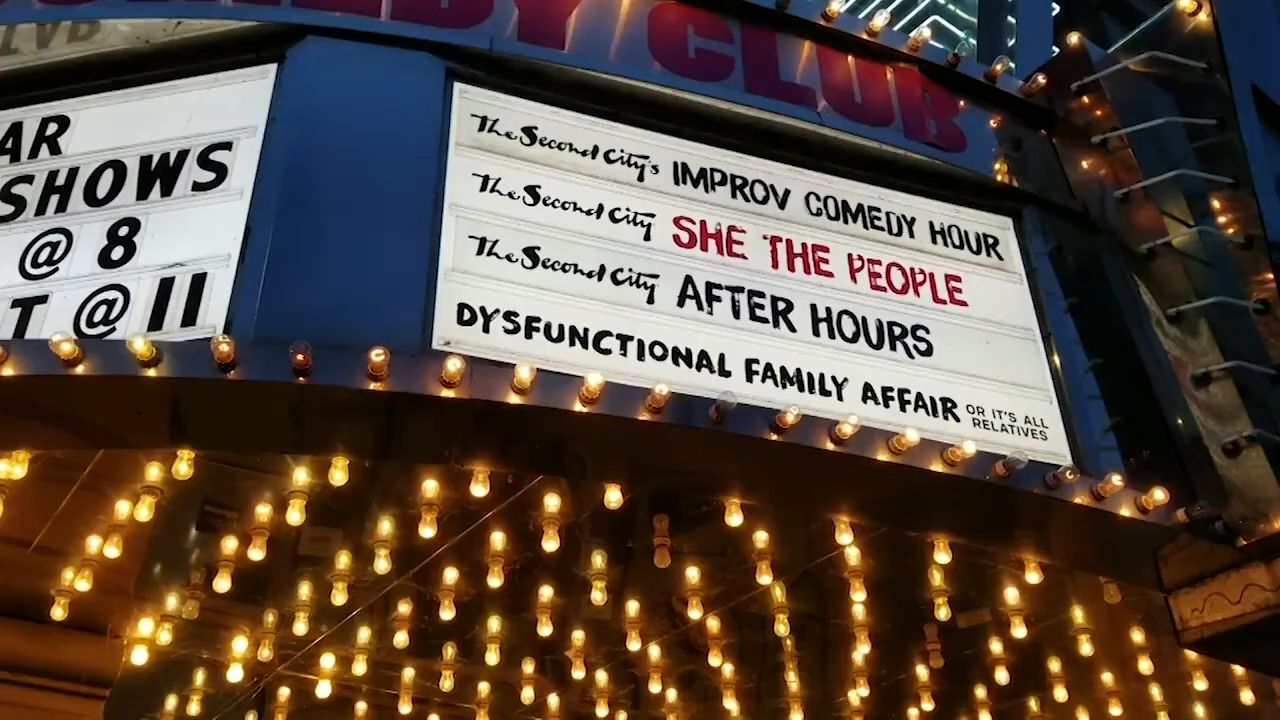 COMEDY CLUB
AR
SHOWS
@ 8
T @ 11
The Second City's IMPROV COMEDY HOUR
The Second City SHE THE PEOPLE
The Second City AFTER HOURS
DYSFUNCTIONAL FAMILY AFFAIR OR IT'S ALL
RELATIVES